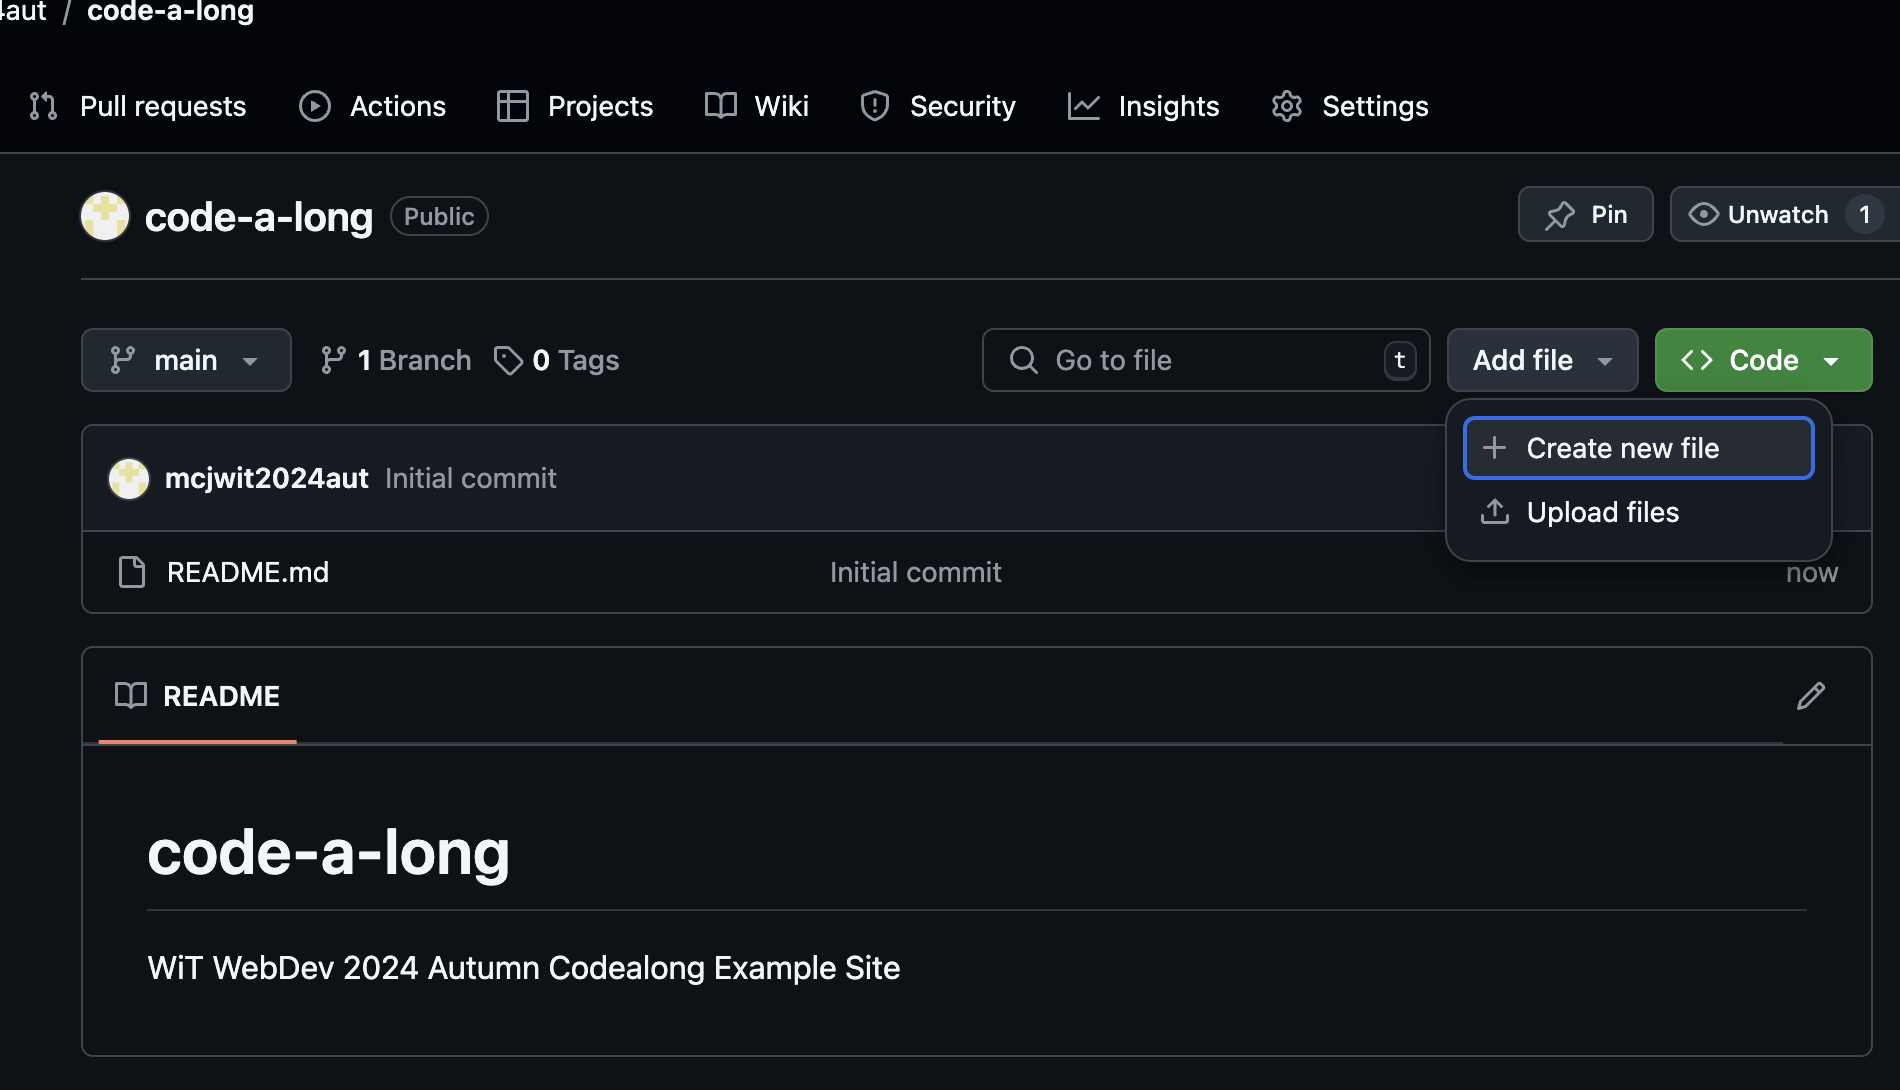 4aut / code-a-long
Pull requests Actions Projects Wiki Security Insights Settings
code-a-long Public Pin Unwatch 1
main 1 Branch 0 Tags Go to file t Add file <> Code
Create new file
mcjwit2024aut Initial commit
Upload files
README.md Initial commit now
README
code-a-long
WiT WebDev 2024 Autumn Codealong Example Site